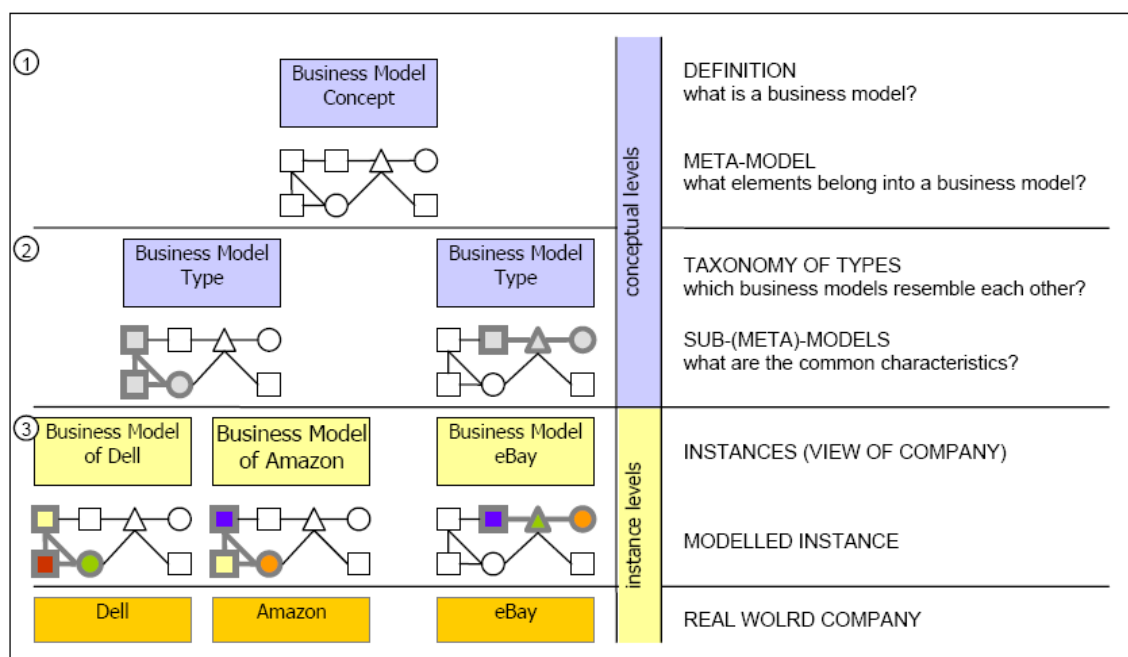 ①
Business Model
Concept
DEFINITION
what is a business model?
META-MODEL
what elements belong into a business model?
conceptual levels
②
Business Model
Type
Business Model
Type
TAXONOMY OF TYPES
which business models resemble each other?
SUB-(META)-MODELS
what are the common characteristics?
③
Business Model
of Dell
Business Model
of Amazon
Business Model
eBay
INSTANCES (VIEW OF COMPANY)
MODELLED INSTANCE
instance levels
Dell
Amazon
eBay
REAL WOLRD COMPANY